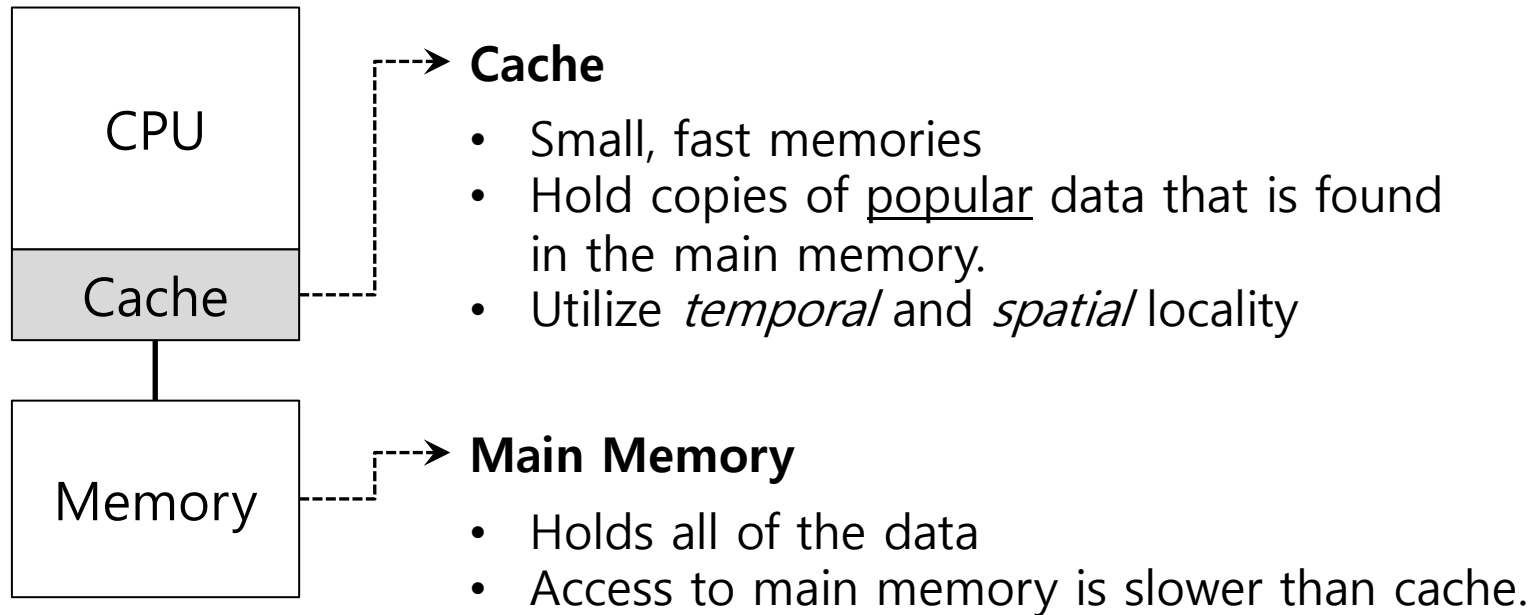 CPU
Cache
Memory
Cache
• Small, fast memories
• Hold copies of popular data that is found
in the main memory.
• Utilize temporal and spatial locality
Main Memory
• Holds all of the data
• Access to main memory is slower than cache.